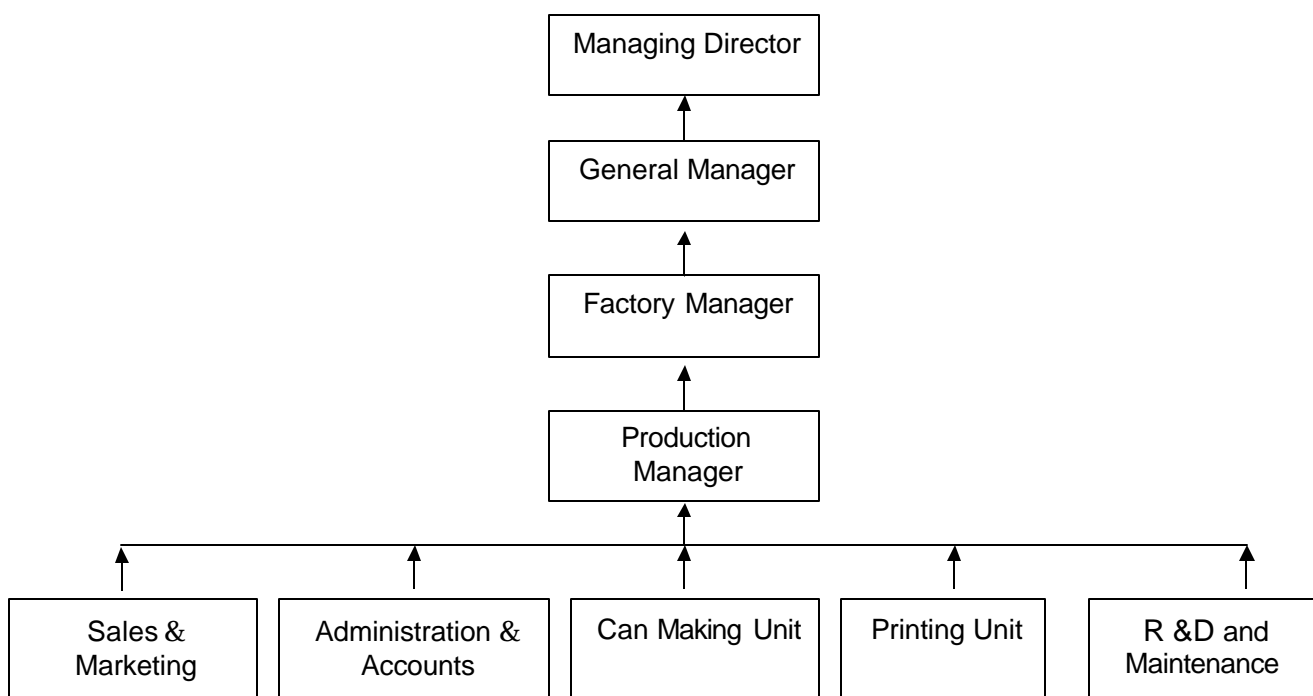 Managing Director
General Manager
Factory Manager
Production
Manager
Sales &
Marketing
Administration &
Accounts
Can Making Unit
Printing Unit
R &D and
Maintenance